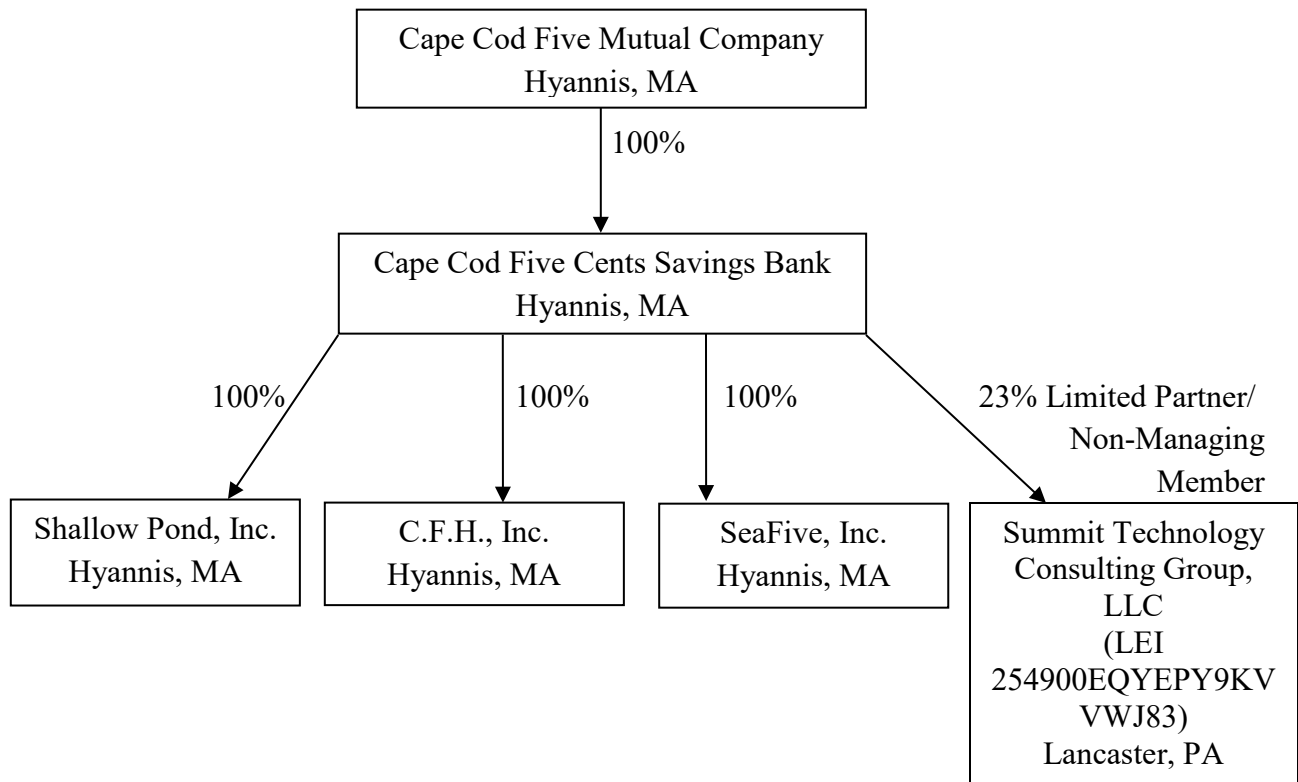 Cape Cod Five Mutual Company
Hyannis, MA
100%
Cape Cod Five Cents Savings Bank
Hyannis, MA
100%
100%
100%
23% Limited Partner/
Non-Managing
Member
Shallow Pond, Inc.
Hyannis, MA
C.F.H., Inc.
Hyannis, MA
SeaFive, Inc.
Hyannis, MA
Summit Technology
Consulting Group,
LLC
(LEI
254900EQYEPY9KV
VWJ83)
Lancaster, PA